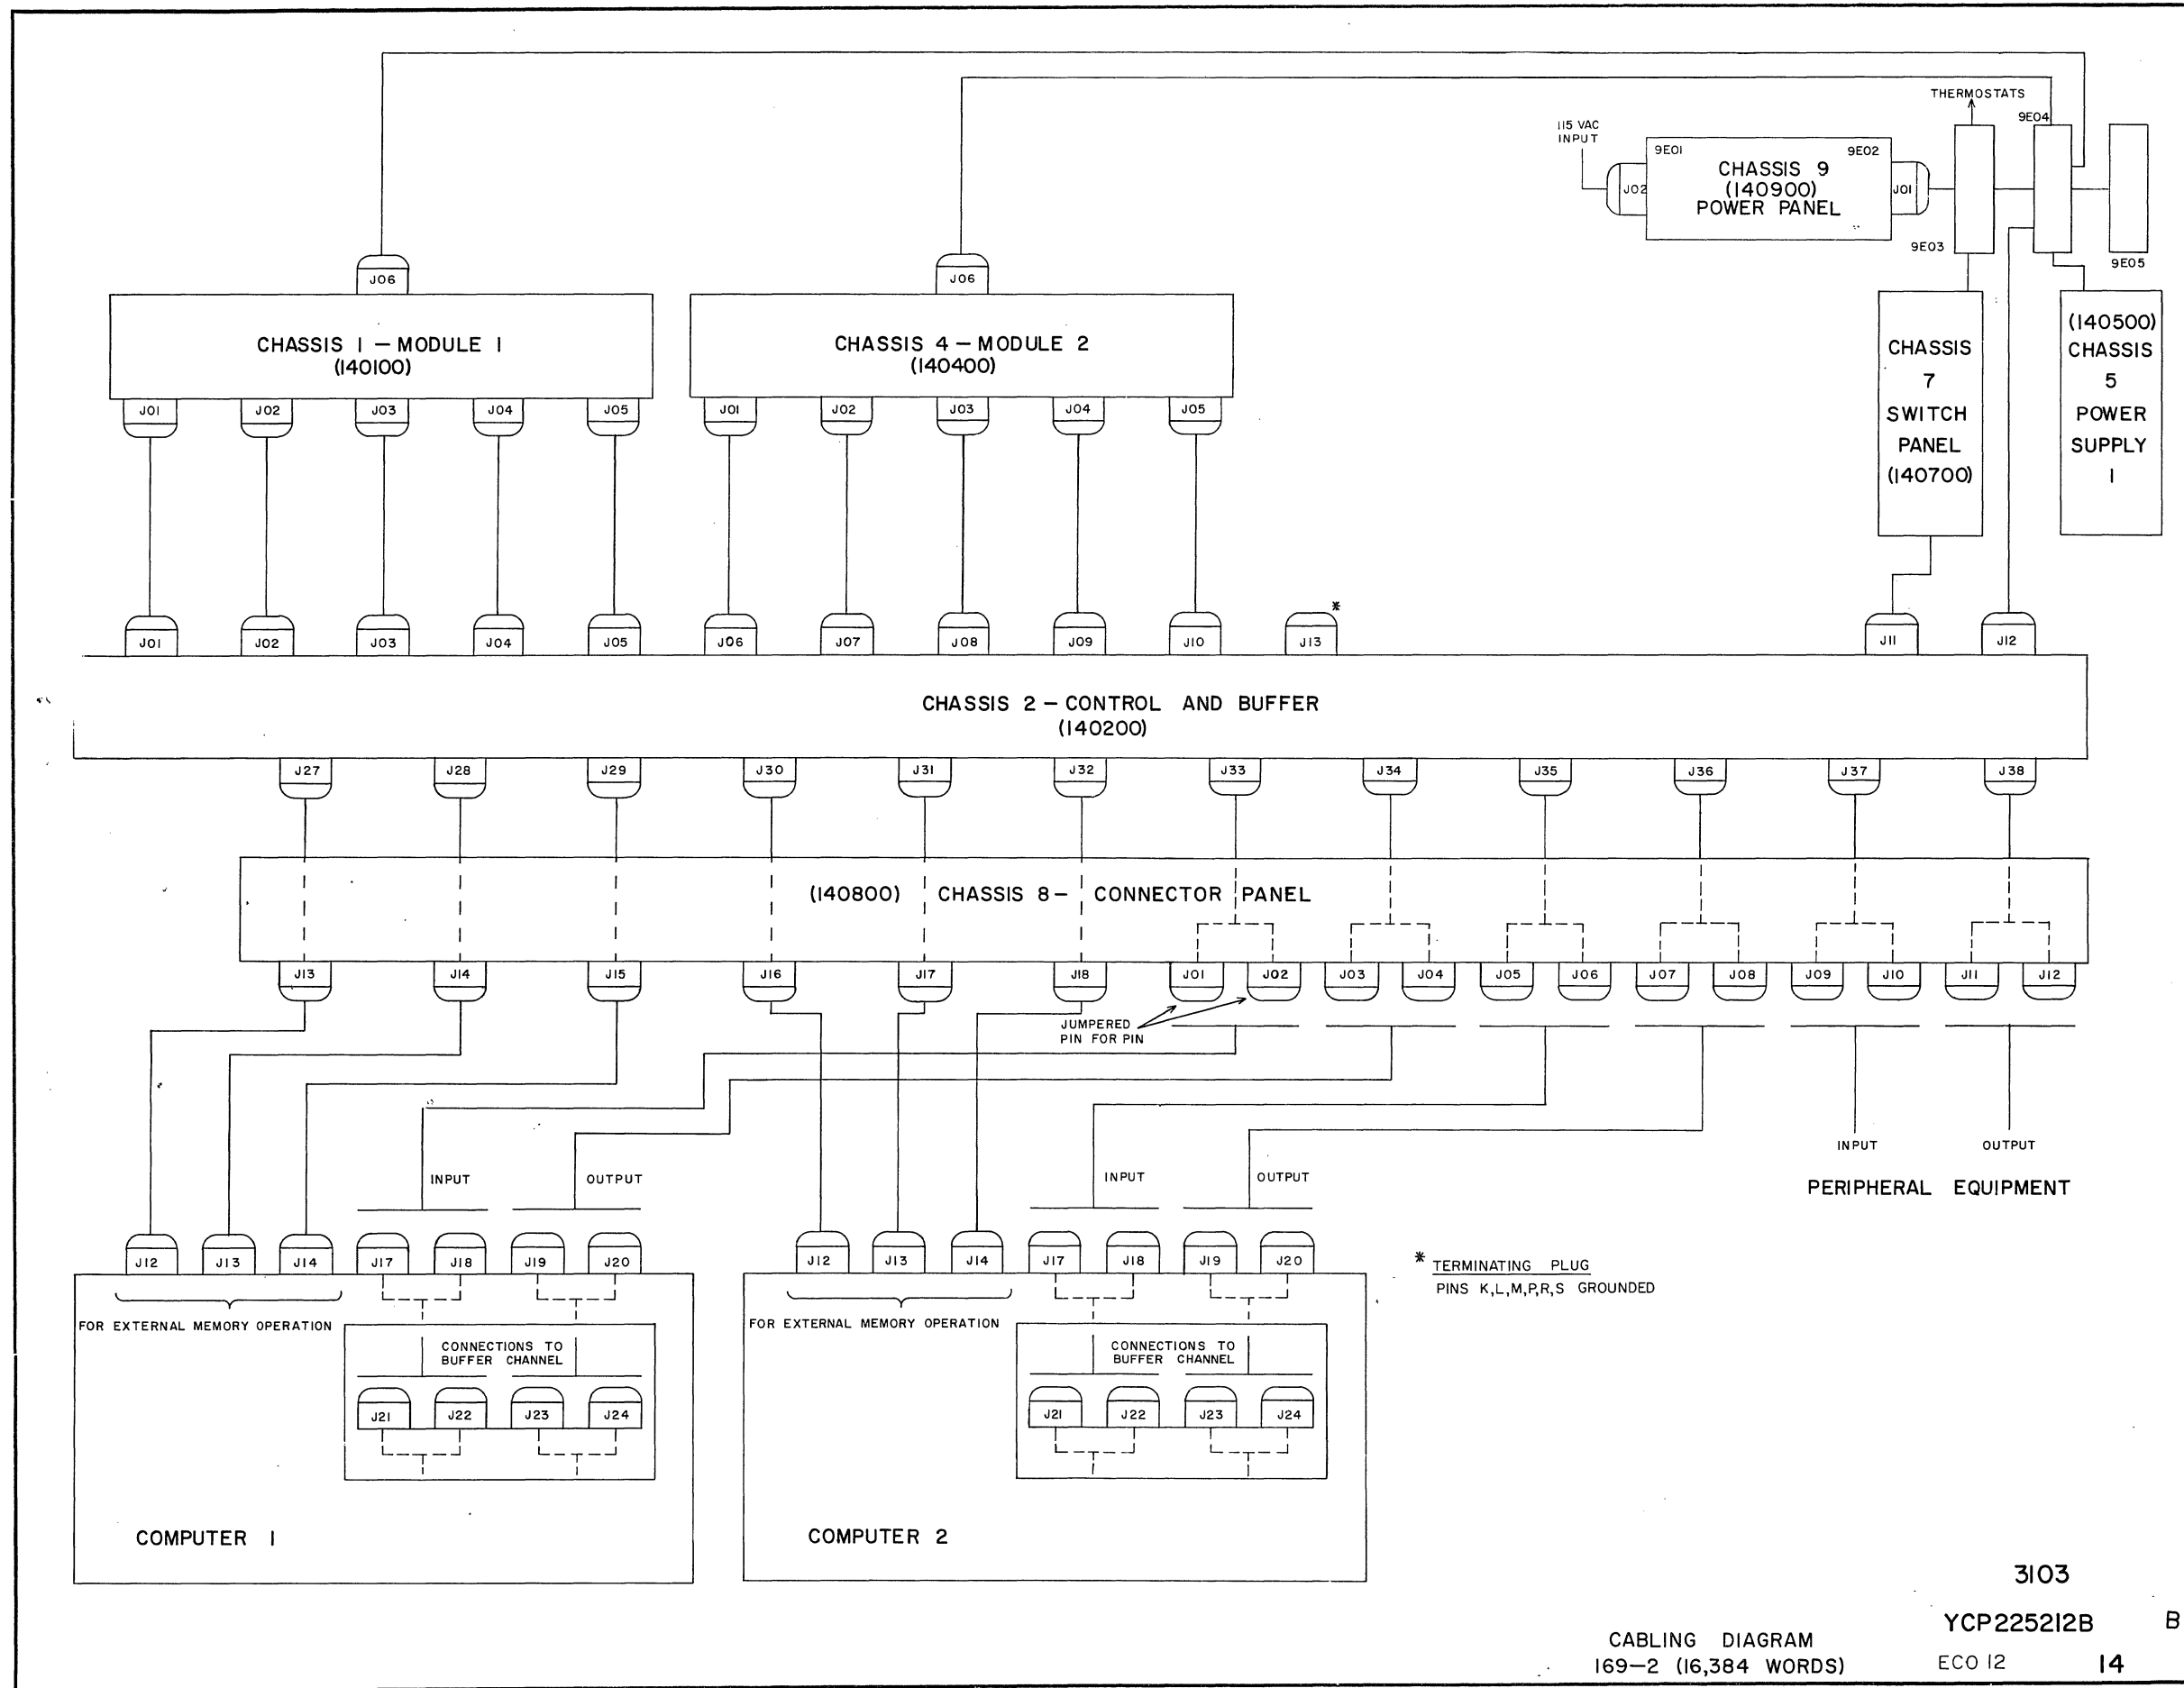 THERMOSTATS
9E04
115 VAC
INPUT
9E01
9E02
CHASSIS 9
(140900)
POWER PANEL
J02
J01
9E03
9E05
J06
J06
CHASSIS 1 — MODULE 1
(140100)
CHASSIS 4 — MODULE 2
(140400)
CHASSIS
7
SWITCH
PANEL
(140700)
(140500)
CHASSIS
5
POWER
SUPPLY
1
J01 J02 J03 J04 J05
J01 J02 J03 J04 J05
*
J01 J02 J03 J04 J05 J06 J07 J08 J09 J10 J13 J11 J12
CHASSIS 2 — CONTROL AND BUFFER
(140200)
J27 J28 J29 J30 J31 J32 J33 J34 J35 J36 J37 J38
(140800) CHASSIS 8— CONNECTOR PANEL
J13 J14 J15 J16 J17 J18 J01 J02 J03 J04 J05 J06 J07 J08 J09 J10 J11 J12
JUMPERED
PIN FOR PIN
INPUT OUTPUT
PERIPHERAL EQUIPMENT
INPUT OUTPUT
INPUT OUTPUT
J12 J13 J14 J17 J18 J19 J20
J12 J13 J14 J17 J18 J19 J20
* TERMINATING PLUG
PINS K,L,M,P,R,S GROUNDED
FOR EXTERNAL MEMORY OPERATION
CONNECTIONS TO
BUFFER CHANNEL
J21 J22 J23 J24
COMPUTER 1
FOR EXTERNAL MEMORY OPERATION
CONNECTIONS TO
BUFFER CHANNEL
J21 J22 J23 J24
COMPUTER 2
3103
YCP225212B B
CABLING DIAGRAM
169—2 (16,384 WORDS)
ECO 12
14